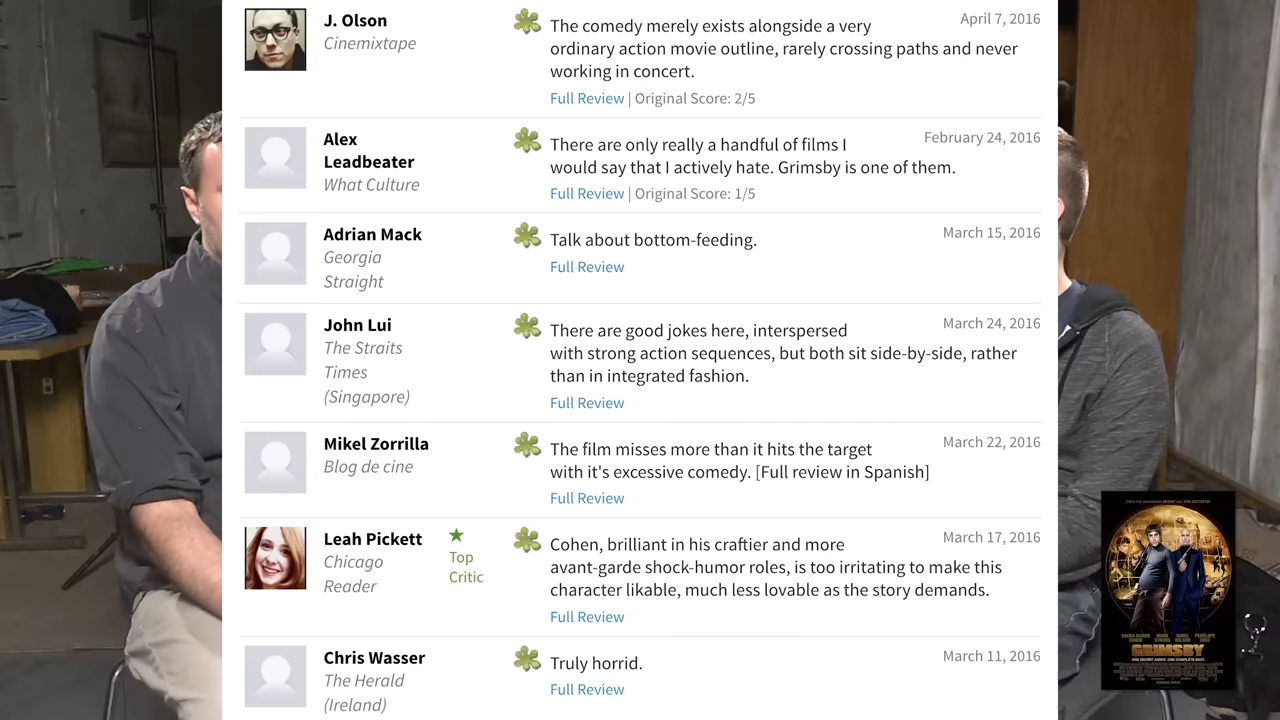 J. Olson
Cinemixtape
The comedy merely exists alongside a very
ordinary action movie outline, rarely crossing paths and never
working in concert.
April 7, 2016
Full Review | Original Score: 2/5
Alex
Leadbeater
What Culture
There are only really a handful of films I
would say that I actively hate. Grimsby is one of them.
February 24, 2016
Full Review | Original Score: 1/5
Adrian Mack
Georgia
Straight
Talk about bottom-feeding.
March 15, 2016
Full Review
John Lui
The Straits
Times
(Singapore)
There are good jokes here, interspersed
with strong action sequences, but both sit side-by-side, rather
than in integrated fashion.
March 24, 2016
Full Review
Mikel Zorrilla
Blog de cine
The film misses more than it hits the target
with it's excessive comedy. [Full review in Spanish]
March 22, 2016
Full Review
Leah Pickett
Chicago
Reader
Top
Critic
Cohen, brilliant in his craftier and more
avant-garde shock-humor roles, is too irritating to make this
character likable, much less lovable as the story demands.
March 17, 2016
Full Review
Chris Wasser
The Herald
(Ireland)
Truly horrid.
March 11, 2016
Full Review
GRIMSBY
ONE SECRET AGENT. ONE COMPLETE IDIOT.